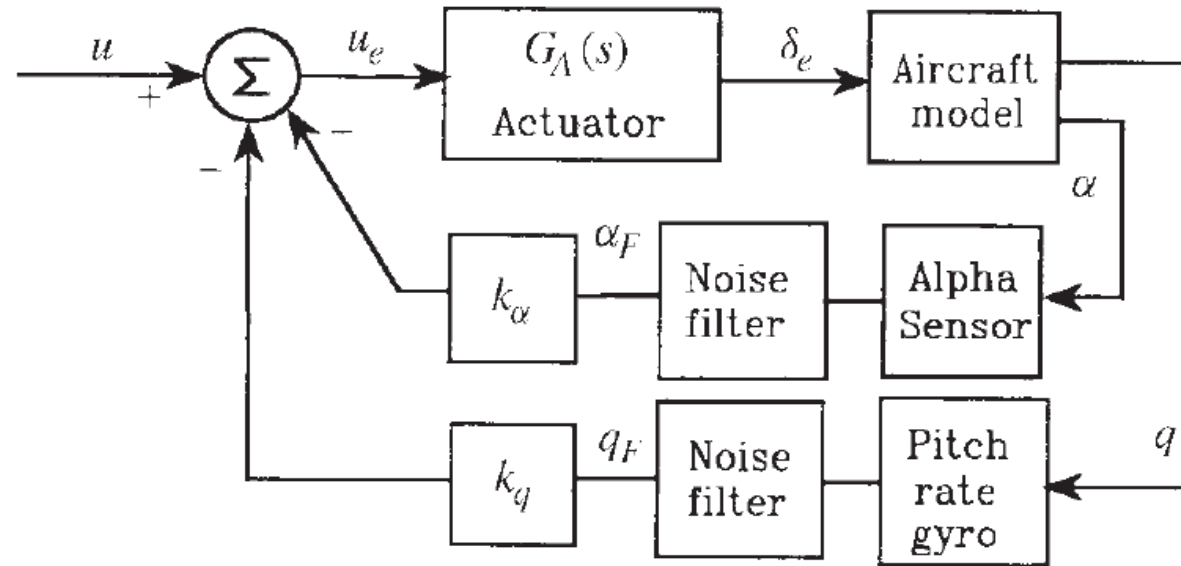 u
+
Σ
-
-
u_e
G_A(s)
Actuator
δ_e
Aircraft
model
α
k_α
α_F
Noise
filter
Alpha
Sensor
k_q
q_F
Noise
filter
Pitch
rate
gyro
q